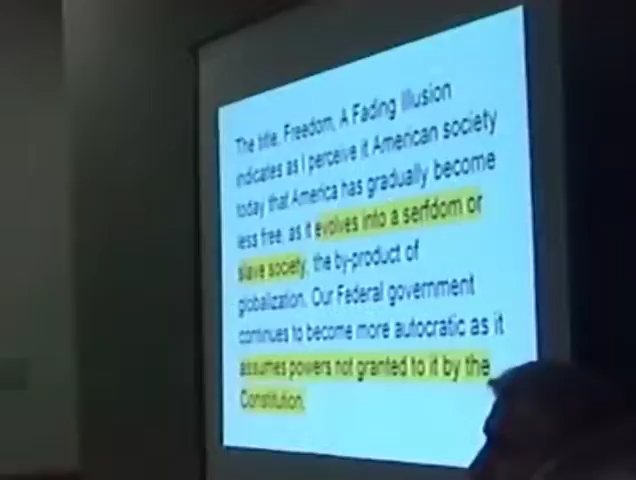 The title, Freedom, A Fading Illusion
indicates as I perceive it American society
today that America has gradually become
less free, as it evolves into a serfdom or
slave society, the by-product of
globalization. Our Federal government
continues to become more autocratic as it
assumes powers not granted to it by the
Constitution.